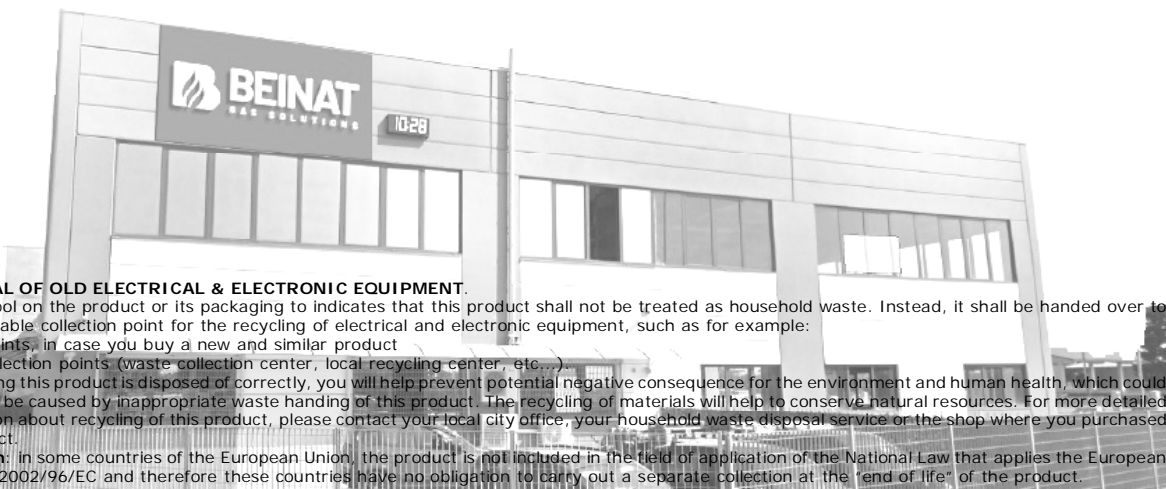 BEINAT
GAS SOLUTIONS
10:28
AL OF OLD ELECTRICAL & ELECTRONIC EQUIPMENT.
ool on the product or its packaging to indicates that this product shall not be treated as household waste. Instead, it shall be handed over to
able collection point for the recycling of electrical and electronic equipment, such as for example:
ints, in case you buy a new and similar product
llection points (waste collection center, local recycling center, etc...).
ng this product is disposed of correctly, you will help prevent potential negative consequence for the environment and human health, which could
be caused by inappropriate waste handing of this product. The recycling of materials will help to conserve natural resources. For more detailed
on about recycling of this product, please contact your local city office, your household waste disposal service or the shop where you purchased
ct.
n: in some countries of the European Union, the product is not included in the field of application of the National Law that applies the European
2002/96/EC and therefore these countries have no obligation to carry out a separate collection at the "end of life" of the product.